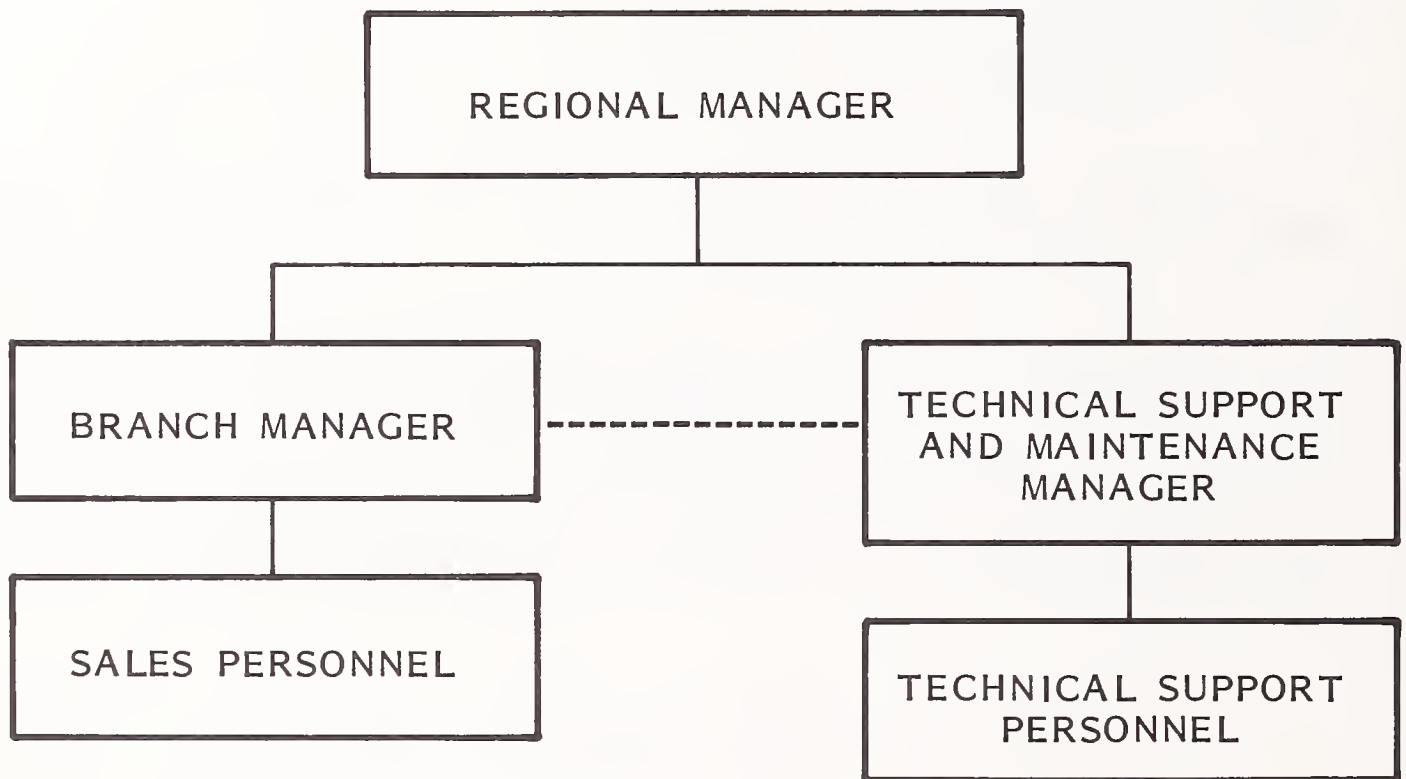 REGIONAL MANAGER
BRANCH MANAGER
TECHNICAL SUPPORT
AND MAINTENANCE
MANAGER
SALES PERSONNEL
TECHNICAL SUPPORT
PERSONNEL